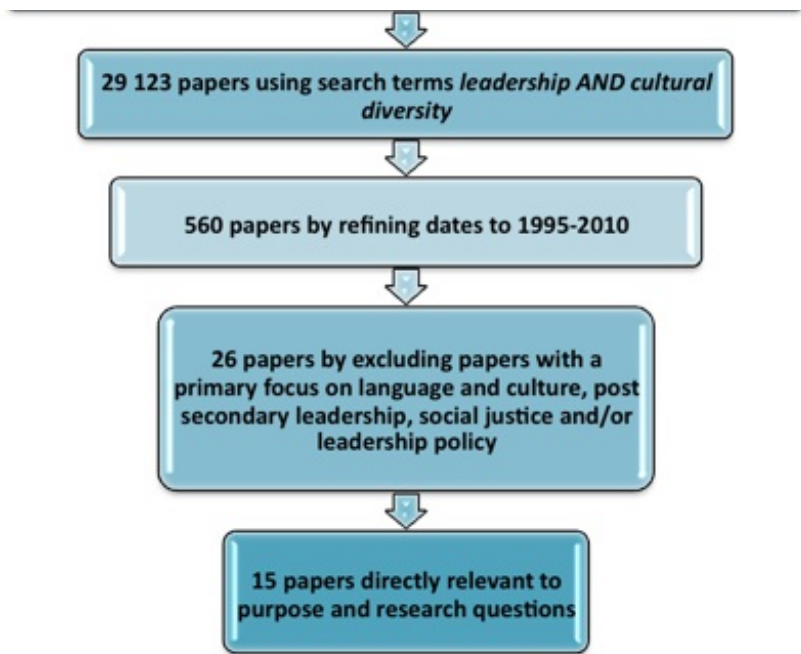 29 123 papers using search terms leadership AND cultural
diversity
560 papers by refining dates to 1995-2010
26 papers by excluding papers with a
primary focus on language and culture, post
secondary leadership, social justice and/or
leadership policy
15 papers directly relevant to
purpose and research questions